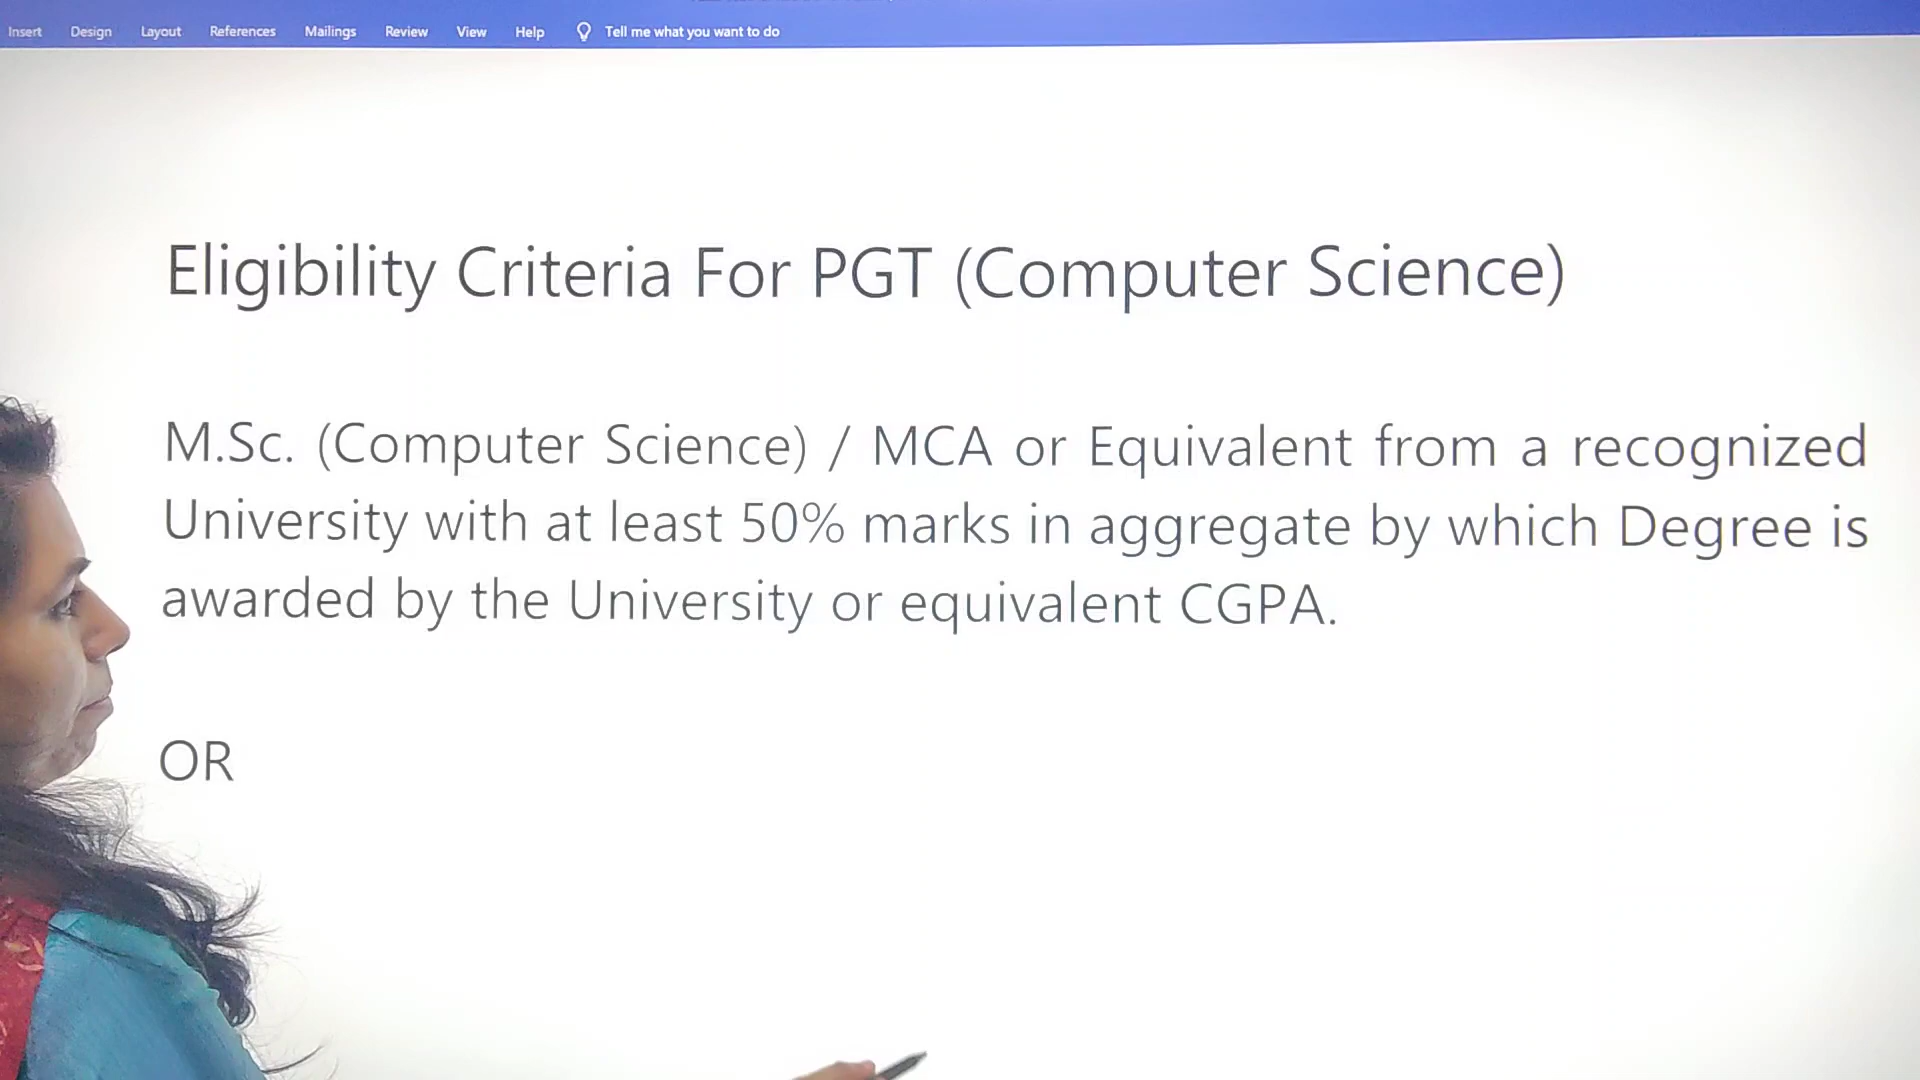 Insert Design Layout References Mailings Review View Help Tell me what you want to do
Eligibility Criteria For PGT (Computer Science)
M.Sc. (Computer Science) / MCA or Equivalent from a recognized
University with at least 50% marks in aggregate by which Degree is
awarded by the University or equivalent CGPA.
OR